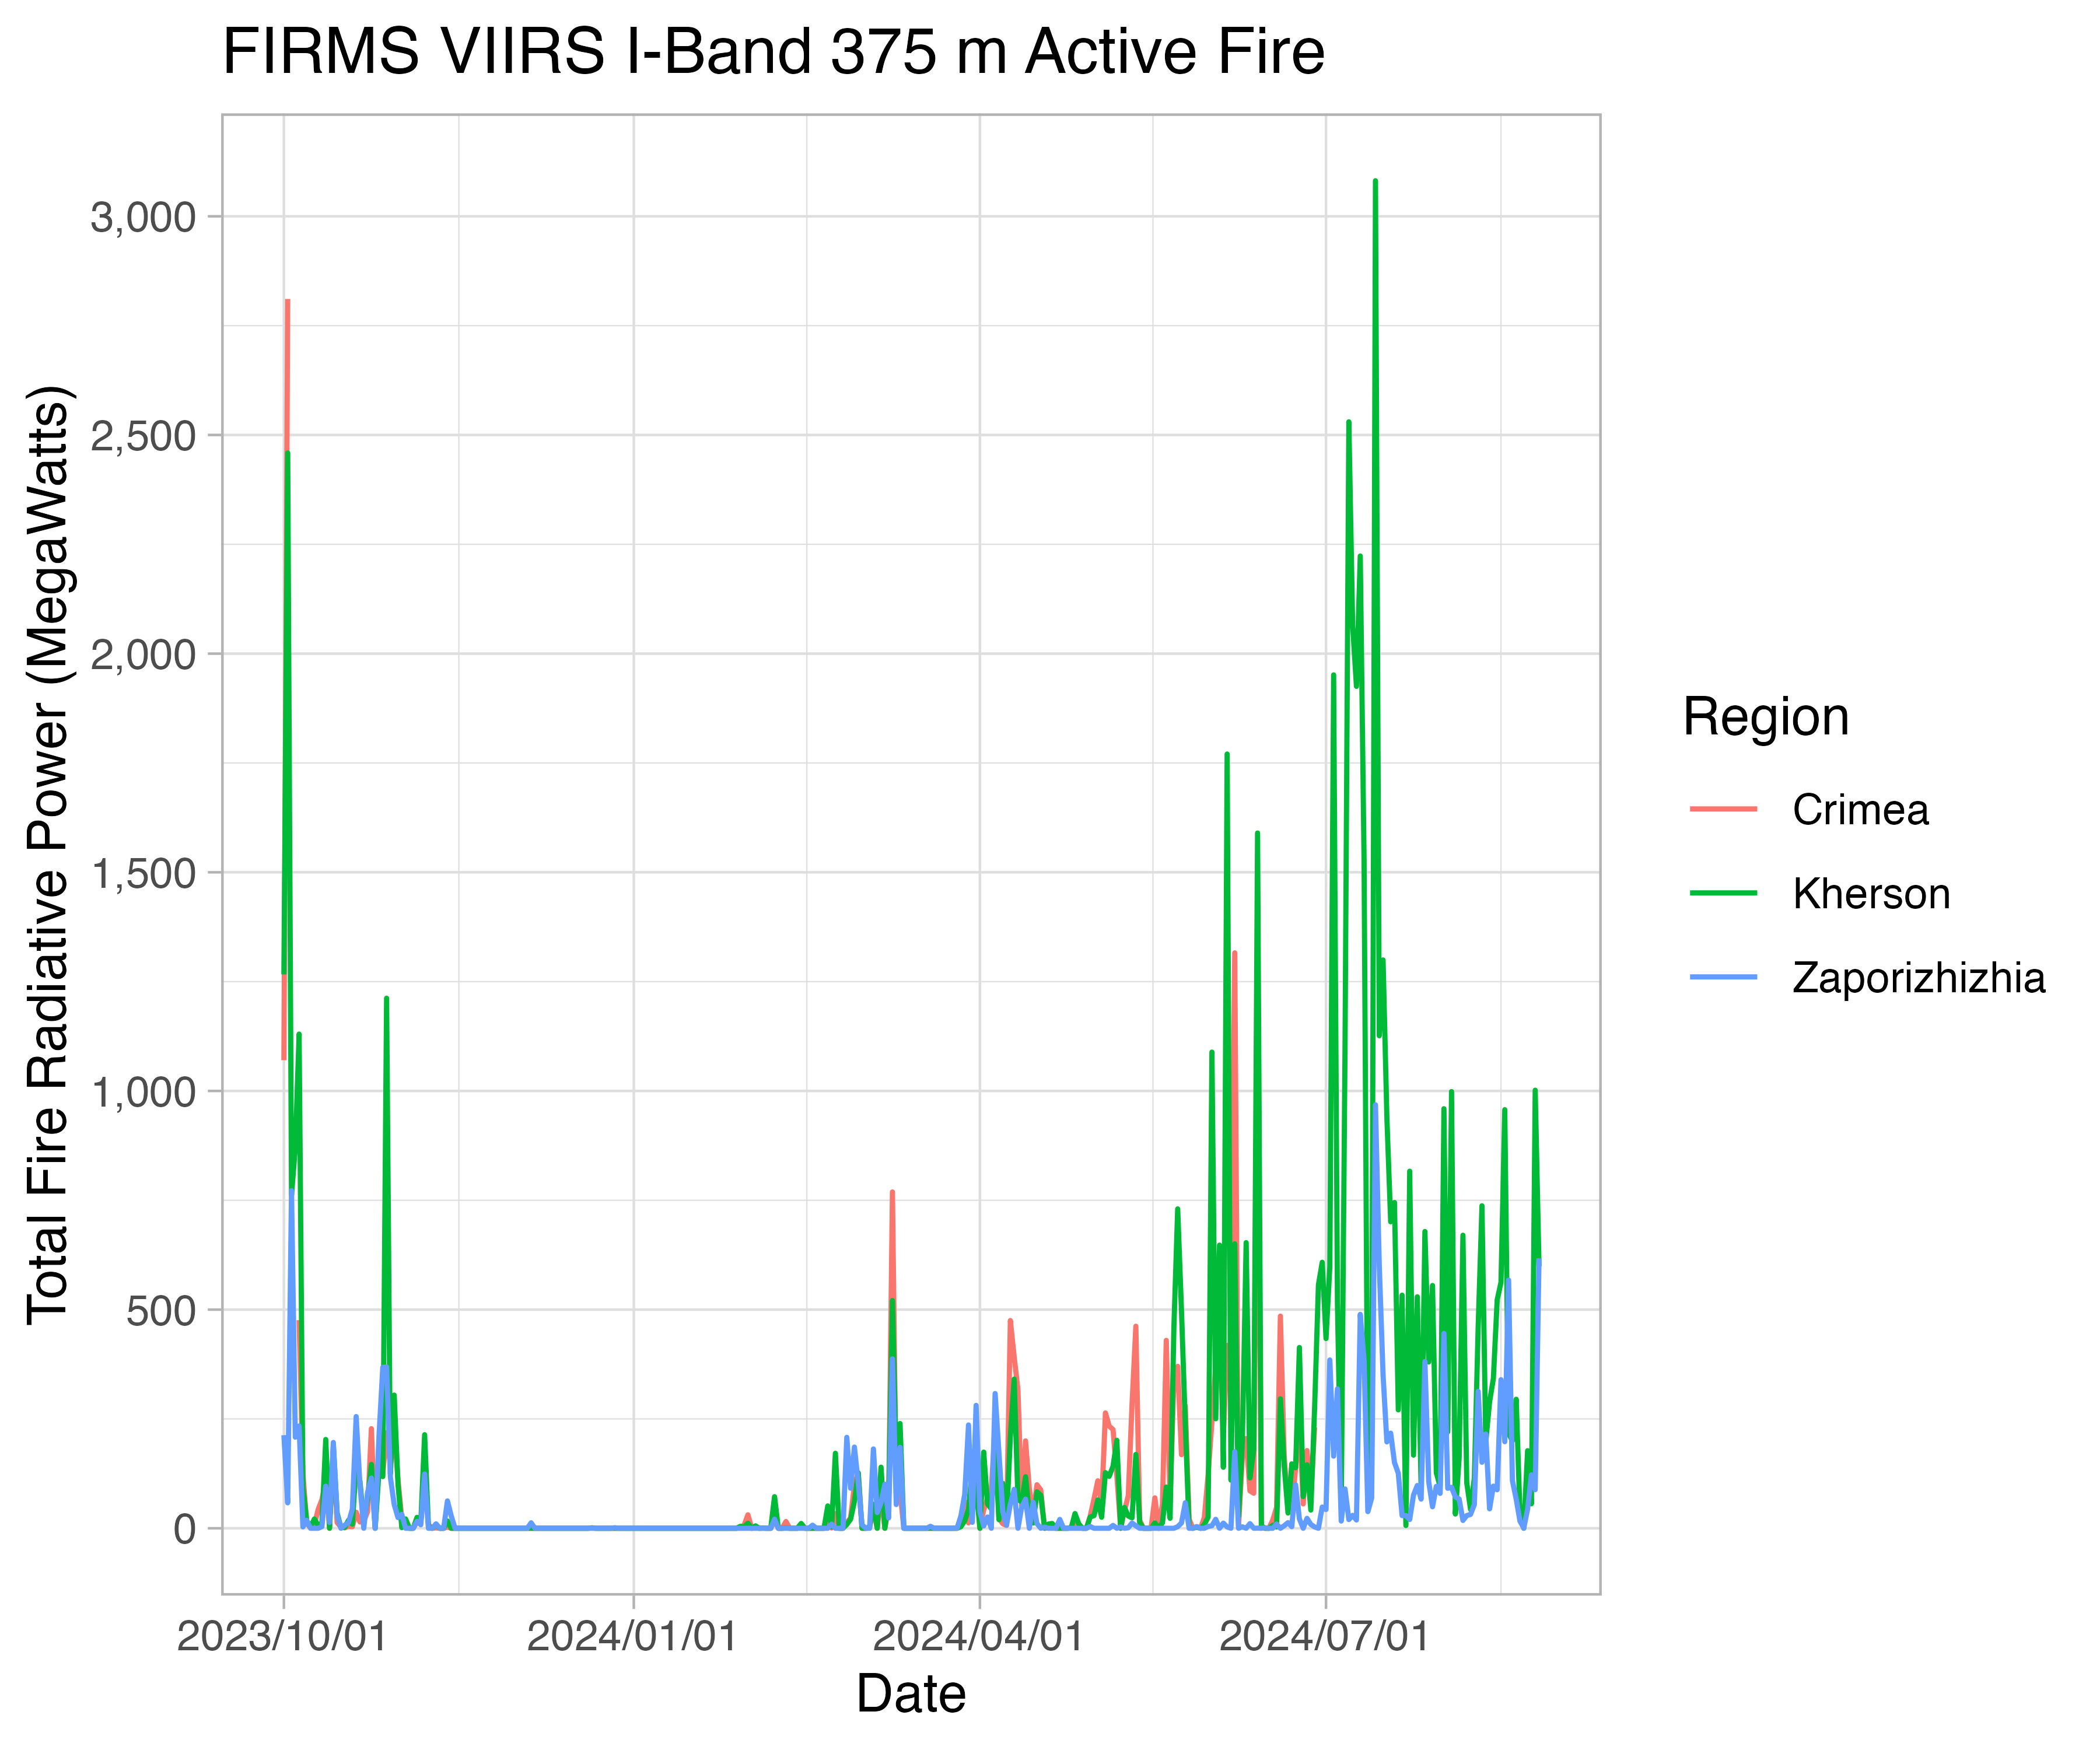 FIRMS VIIRS I-Band 375 m Active Fire
Total Fire Radiative Power (MegaWatts)
3,000
2,500
2,000
1,500
1,000
500
0
2023/10/01 2024/01/01 2024/04/01 2024/07/01
Date
Region
Crimea
Kherson
Zaporizhizhia